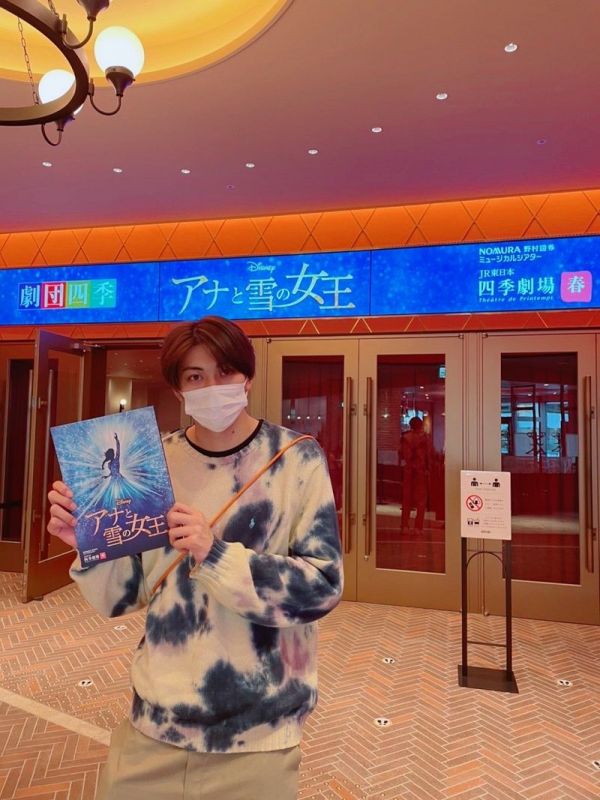 劇団四季
Disney
アナと雪の女王
NOMURA 野村證券
ミュージカルシアター
JR東日本
四季劇場 春
Théâtre de Printemps
Disney
アナと
雪の女王